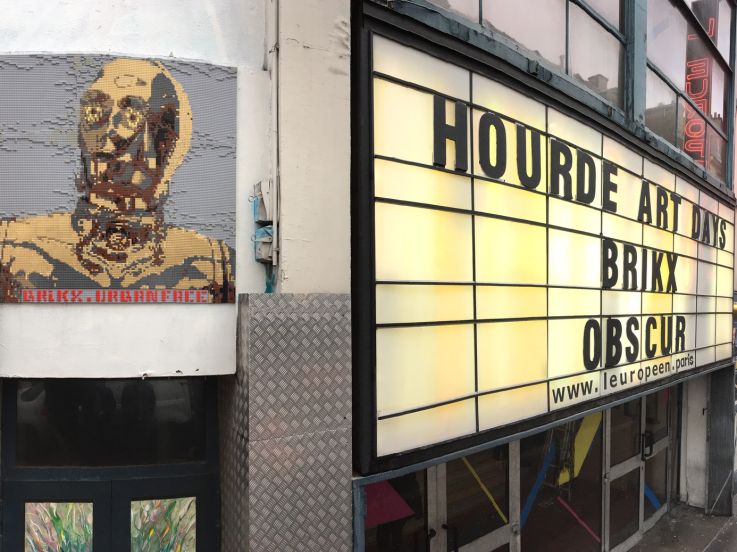 BRIKX.URBANFACE
HOURDE ART DAYS
BRIKX
OBSCUR
www.leuropeen.paris